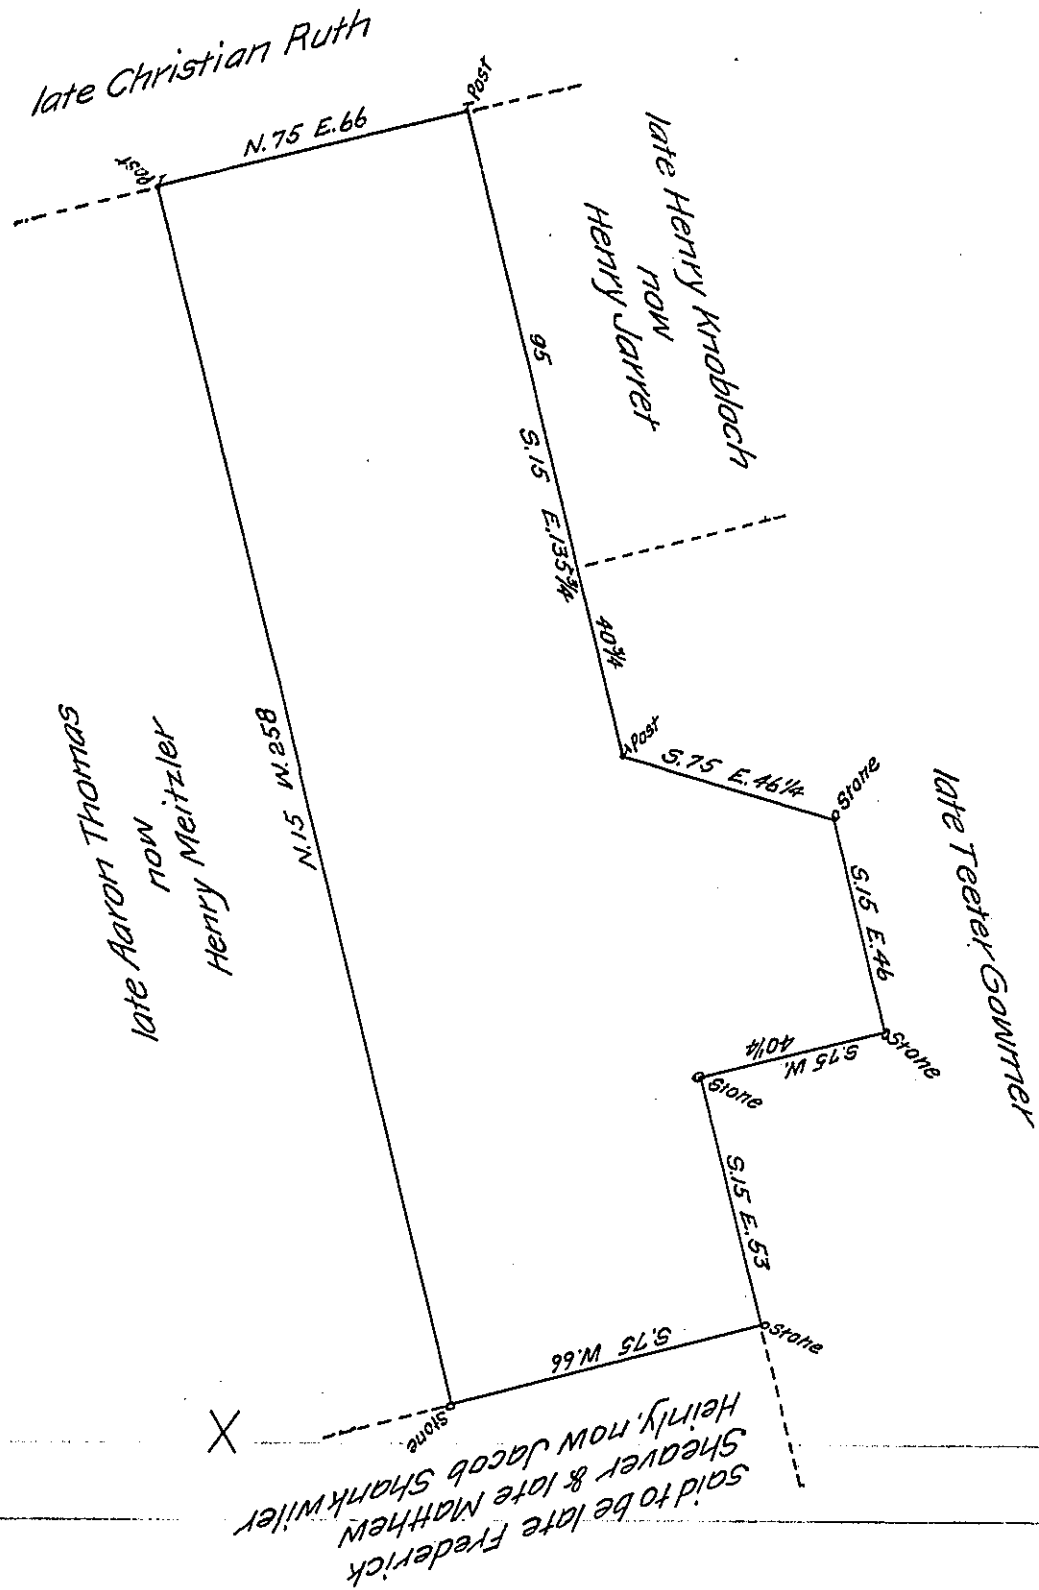 late Christian Ruth
Post
N.75 E.66
Post
late Henry Knobloch
now
Henry Jarret
95
S.15 E.135¾
40¾
Post
S.75 E.46¼
Stone
S.15 E.46
late Teeter Gowmer
Stone
S.75 W.
40¼
Stone
S.15 E.53
Stone
S.75 W.66
Stone
said to be late Frederick
Sheaver & late Matthew
Heinly, now Jacob Shankwiler
N.15 W.258
late Aaron Thomas
now
Henry Meitzler
X